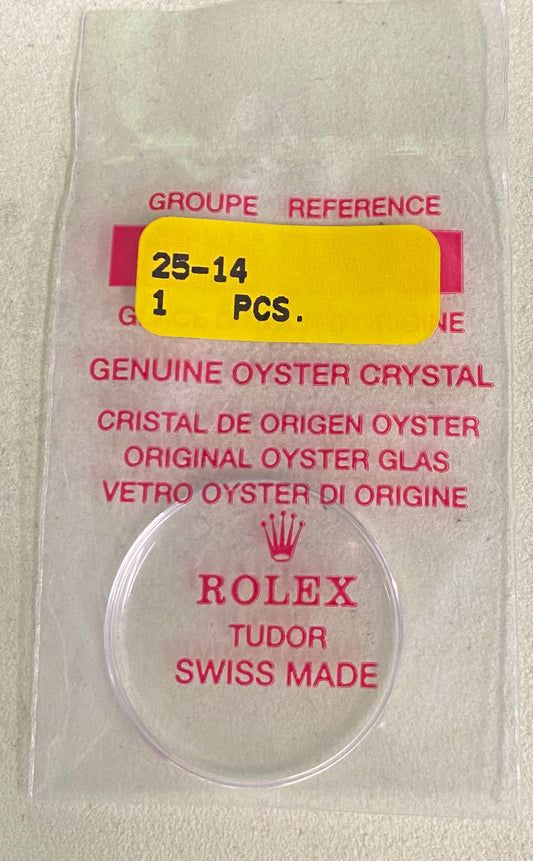 GROUPE REFERENCE
25-14
1 PCS.
GENUINE OYSTER CRYSTAL
CRISTAL DE ORIGEN OYSTER
ORIGINAL OYSTER GLAS
VETRO OYSTER DI ORIGINE
ROLEX
TUDOR
SWISS MADE